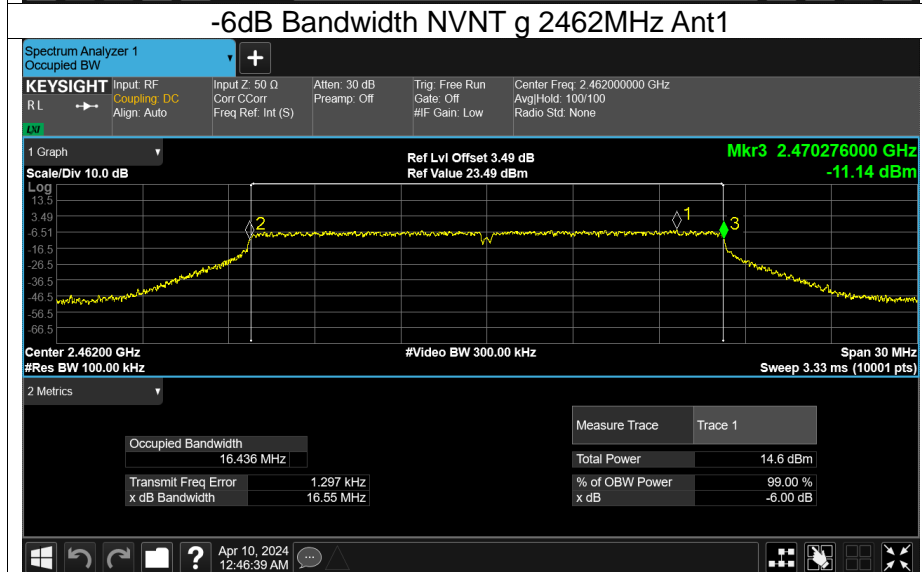 -6dB Bandwidth NVNT g 2462MHz Ant1
Spectrum Analyzer 1
Occupied BW
+
KEYSIGHT Input: RF Input Z: 50 Ω Atten: 30 dB Trig: Free Run Center Freq: 2.462000000 GHz
RL Coupling: DC Corr CCorr Preamp: Off Gate: Off Avg|Hold: 100/100
Align: Auto Freq Ref: Int (S) #IF Gain: Low Radio Std: None
LXI
1 Graph Ref Lvl Offset 3.49 dB Mkr3 2.470276000 GHz
Scale/Div 10.0 dB Ref Value 23.49 dBm -11.14 dBm
Log
13.5
3.49 1
-6.51 2 3
-16.5
-26.5
-36.5
-46.5
-56.5
-66.5
Center 2.46200 GHz #Video BW 300.00 kHz Span 30 MHz
#Res BW 100.00 kHz Sweep 3.33 ms (10001 pts)
2 Metrics
Measure Trace Trace 1
Occupied Bandwidth
16.436 MHz Total Power 14.6 dBm
Transmit Freq Error 1.297 kHz % of OBW Power 99.00 %
x dB Bandwidth 16.55 MHz x dB -6.00 dB
? Apr 10, 2024
12:46:39 AM